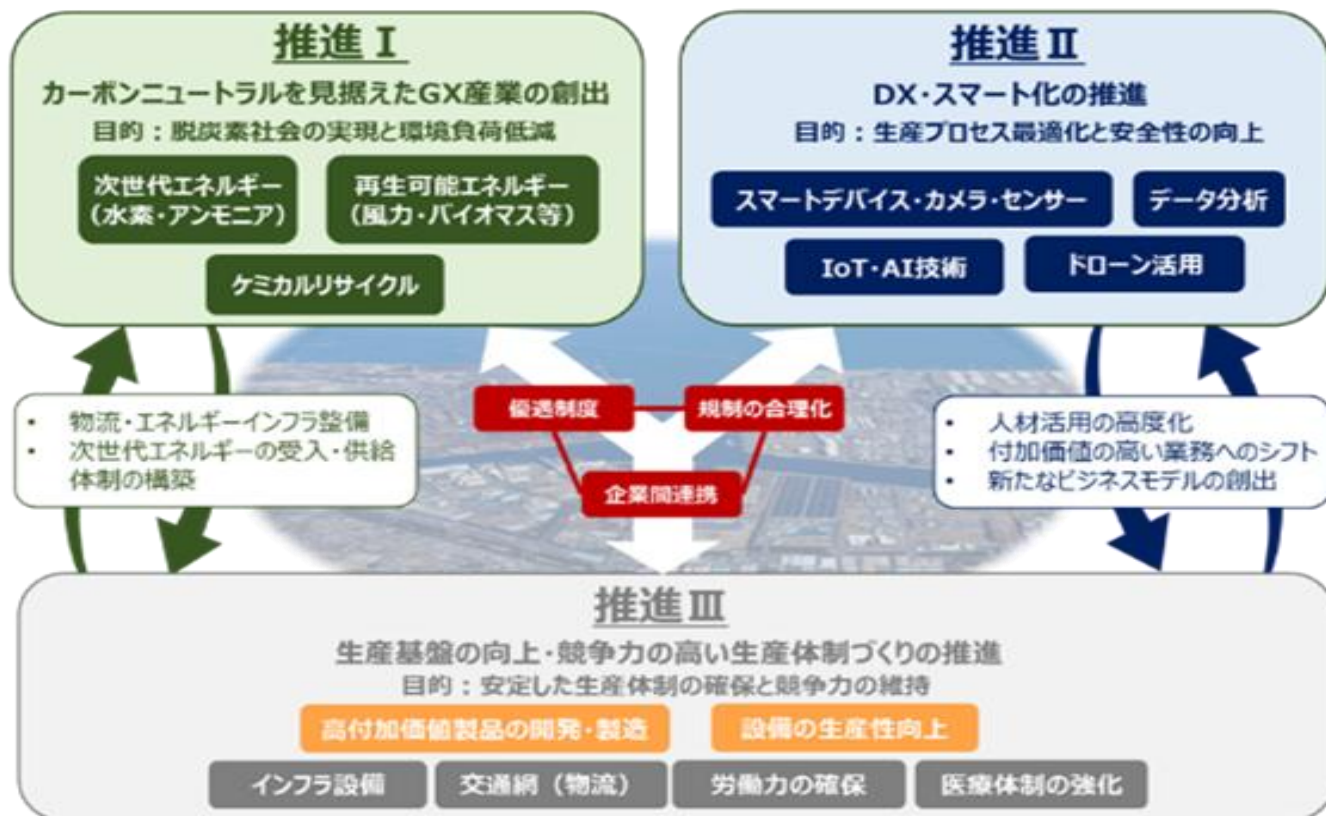 推進Ⅰ
カーボンニュートラルを見据えたGX産業の創出
目的：脱炭素社会の実現と環境負荷低減
次世代エネルギー
（水素・アンモニア）
再生可能エネルギー
（風力・バイオマス等）
ケミカルリサイクル
推進Ⅱ
DX・スマート化の推進
目的：生産プロセス最適化と安全性の向上
スマートデバイス・カメラ・センサー
データ分析
IoT・AI技術
ドローン活用
• 物流・エネルギーインフラ整備
• 次世代エネルギーの受入・供給
体制の構築
優遇制度
規制の合理化
企業間連携
• 人材活用の高度化
• 付加価値の高い業務へのシフト
• 新たなビジネスモデルの創出
推進Ⅲ
生産基盤の向上・競争力の高い生産体制づくりの推進
目的：安定した生産体制の確保と競争力の維持
高付加価値製品の開発・製造
設備の生産性向上
インフラ設備
交通網（物流）
労働力の確保
医療体制の強化